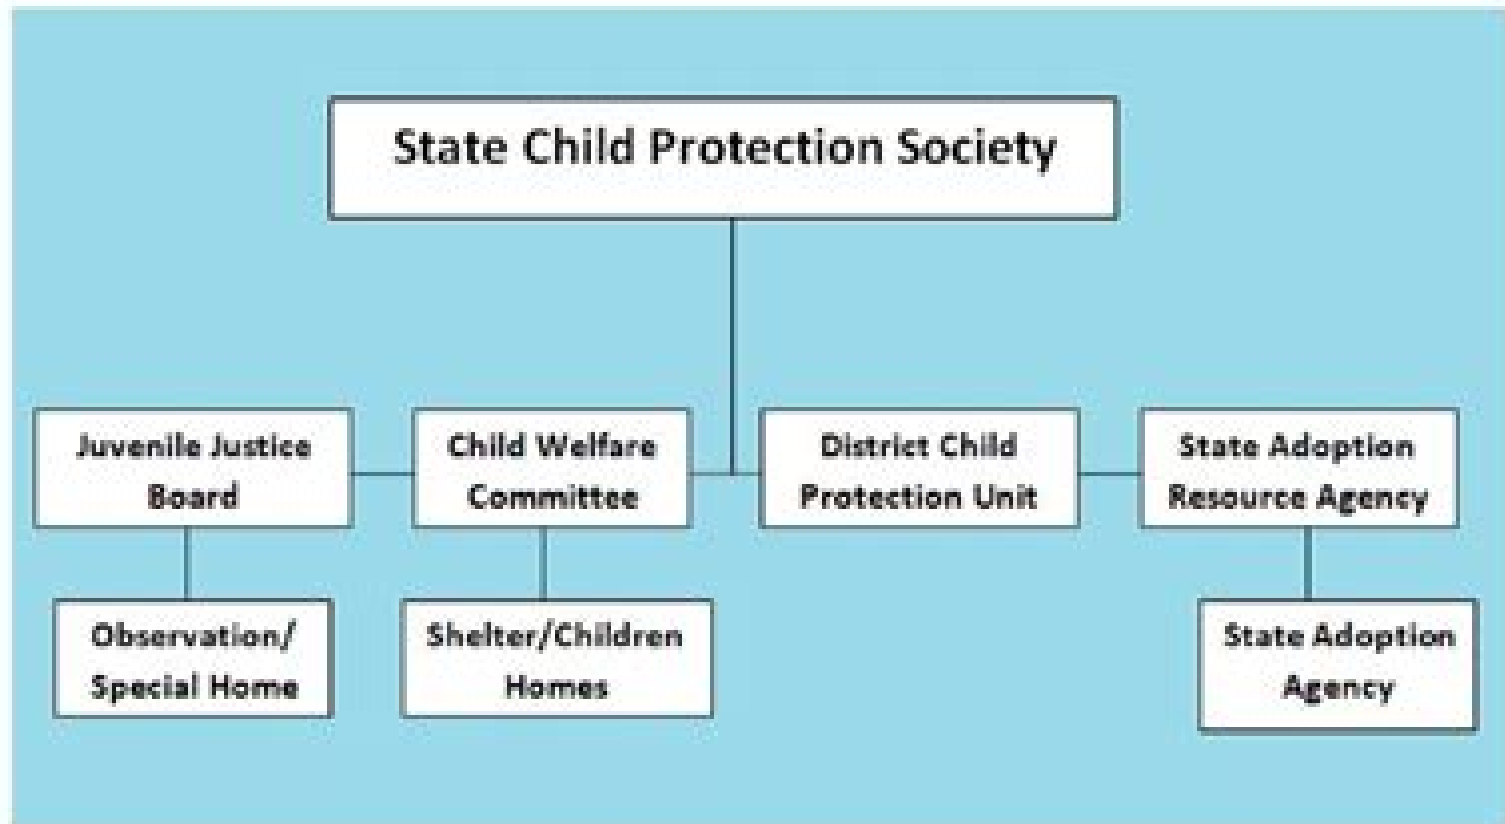 State Child Protection Society
Juvenile Justice
Board
Child Welfare
Committee
District Child
Protection Unit
State Adoption
Resource Agency
Observation/
Special Home
Shelter/Children
Homes
State Adoption
Agency